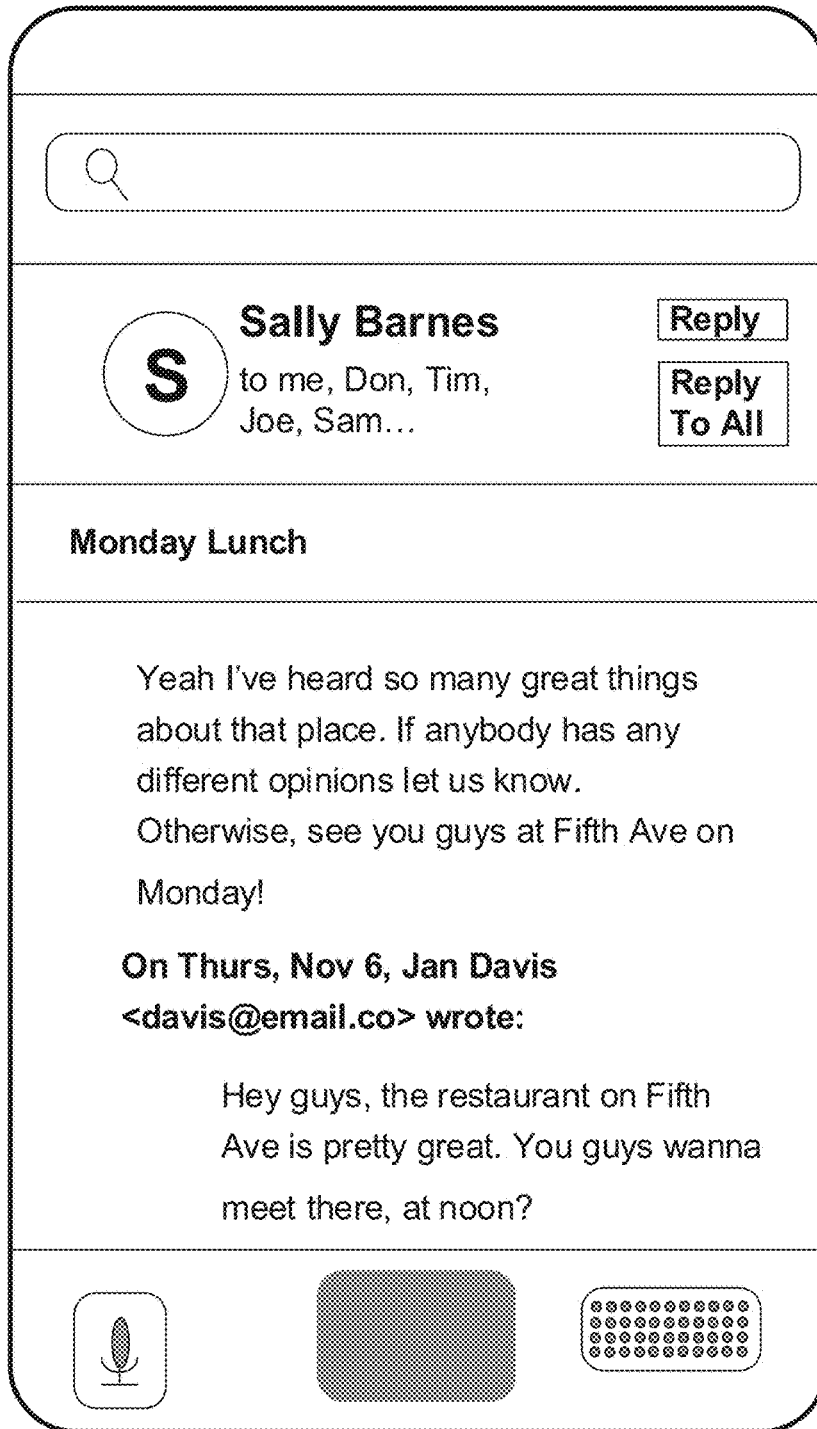 Sally Barnes
Reply
S
to me, Don, Tim,
Joe, Sam...
Reply
To All
Monday Lunch
Yeah I've heard so many great things
about that place. If anybody has any
different opinions let us know.
Otherwise, see you guys at Fifth Ave on
Monday!
On Thurs, Nov 6, Jan Davis
<davis@email.co> wrote:
Hey guys, the restaurant on Fifth
Ave is pretty great. You guys wanna
meet there, at noon?